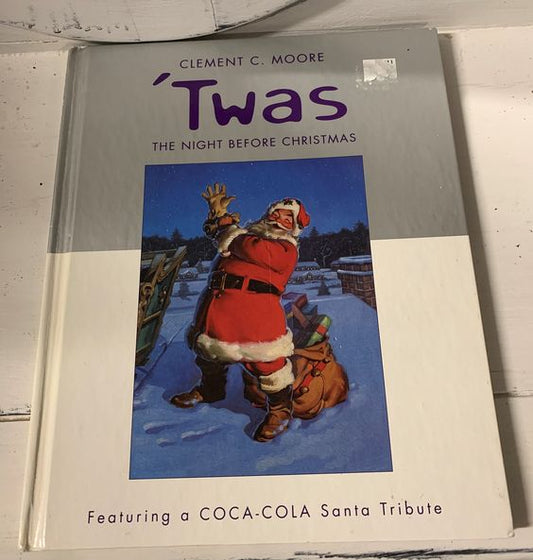 CLEMENT C. MOORE
'Twas
THE NIGHT BEFORE CHRISTMAS
Featuring a COCA-COLA Santa Tribute